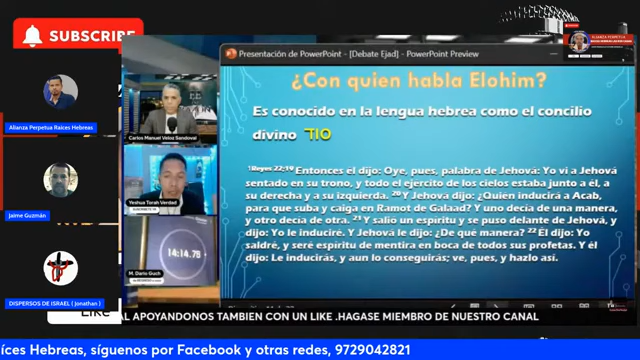 SUBSCRIBE
ALIANZA PERPETUA
Presentación de PowerPoint - [Debate Ejad] - PowerPoint Preview
¿Con quien habla Elohim?
Es conocido en la lengua hebrea como el concilio
divino
1Reyes 22:19 Entonces él dijo: Oye, pues, palabra de Jehová: Yo vi a Jehová
sentado en su trono, y todo el ejército de los cielos estaba junto a él, a
su derecha y a su izquierda. 20 Y Jehová dijo: ¿Quién inducirá a Acab,
para que suba y caiga en Ramot de Galaad? Y uno decía de una manera,
y otro decía de otra. 21 Y salió un espíritu y se puso delante de Jehová, y
dijo: Yo le induciré. Y Jehová le dijo: ¿De qué manera? 22 Él dijo: Yo
saldré, y seré espíritu de mentira en boca de todos sus profetas. Y él
dijo: Le inducirás, y aun lo conseguirás; ve, pues, y hazlo así.
Carlos Manuel Veloz Sandoval
Yeshua Torah Verdad
14:14.75
M. Dario Guch
Alianza Perpetua Raices Hebreas
Jaime Guzmán
DISPERSOS DE ISRAEL ( Jonathan )
Like
AL APOYANDONOS TAMBIEN CON UN LIKE .HAGASE MIEMBRO DE NUESTRO CANAL
íces Hebreas, síguenos por Facebook y otras redes, 9729042821